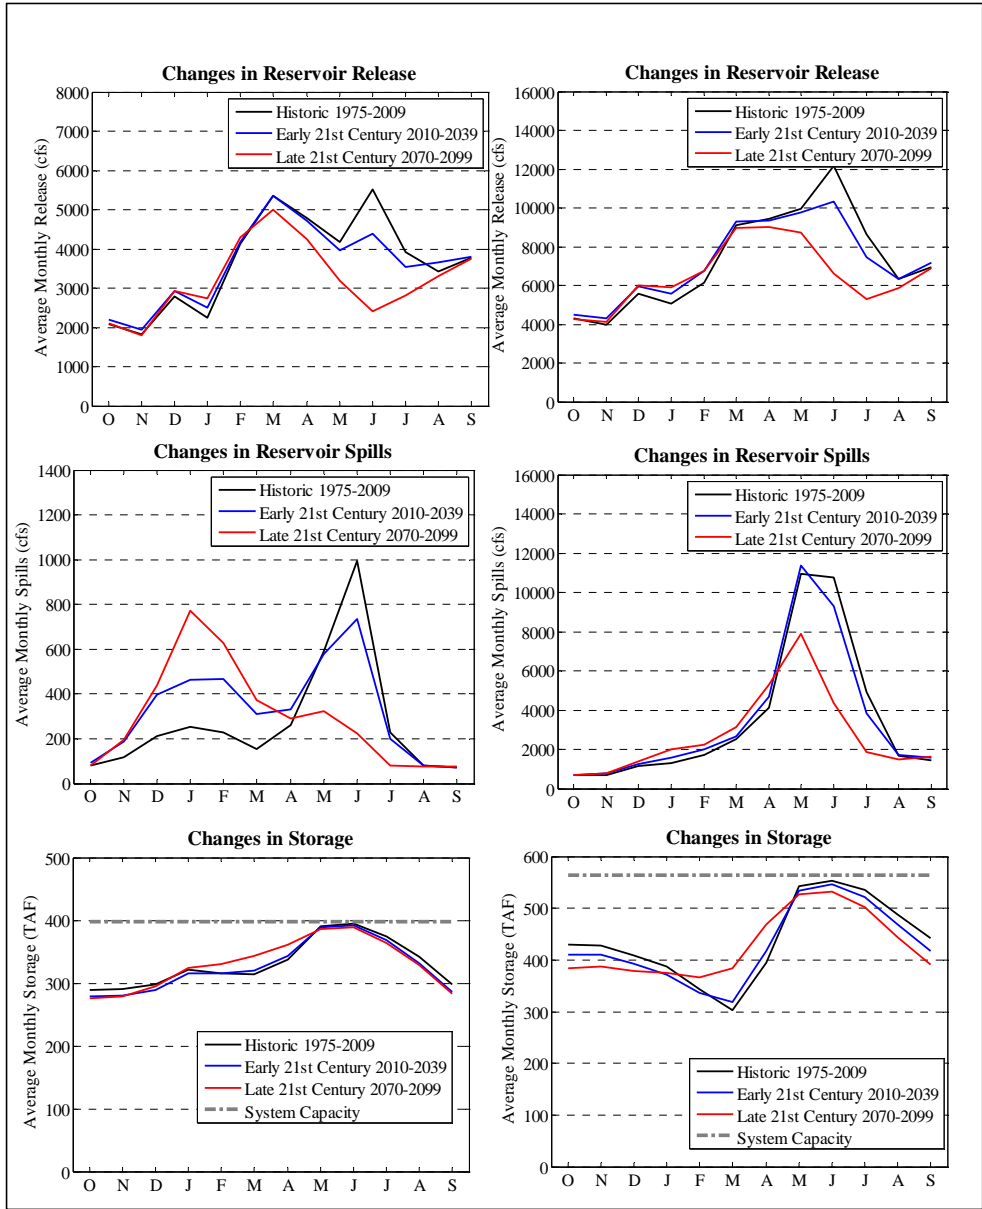 Changes in Reservoir Release
Average Monthly Release (cfs)
8000
7000
6000
5000
4000
3000
2000
1000
0
Historic 1975-2009
Early 21st Century 2010-2039
Late 21st Century 2070-2099
O N D J F M A M J J A S
Changes in Reservoir Release
Average Monthly Release (cfs)
16000
14000
12000
10000
8000
6000
4000
2000
0
Historic 1975-2009
Early 21st Century 2010-2039
Late 21st Century 2070-2099
O N D J F M A M J J A S
Changes in Reservoir Spills
Average Monthly Spills (cfs)
1400
1200
1000
800
600
400
200
0
Historic 1975-2009
Early 21st Century 2010-2039
Late 21st Century 2070-2099
O N D J F M A M J J A S
Changes in Reservoir Spills
Average Monthly Spills (cfs)
16000
14000
12000
10000
8000
6000
4000
2000
0
Historic 1975-2009
Early 21st Century 2010-2039
Late 21st Century 2070-2099
O N D J F M A M J J A S
Changes in Storage
Average Monthly Storage (TAF)
500
400
300
200
100
0
Historic 1975-2009
Early 21st Century 2010-2039
Late 21st Century 2070-2099
System Capacity
O N D J F M A M J J A S
Changes in Storage
Average Monthly Storage (TAF)
600
500
400
300
200
100
0
Historic 1975-2009
Early 21st Century 2010-2039
Late 21st Century 2070-2099
System Capacity
O N D J F M A M J J A S